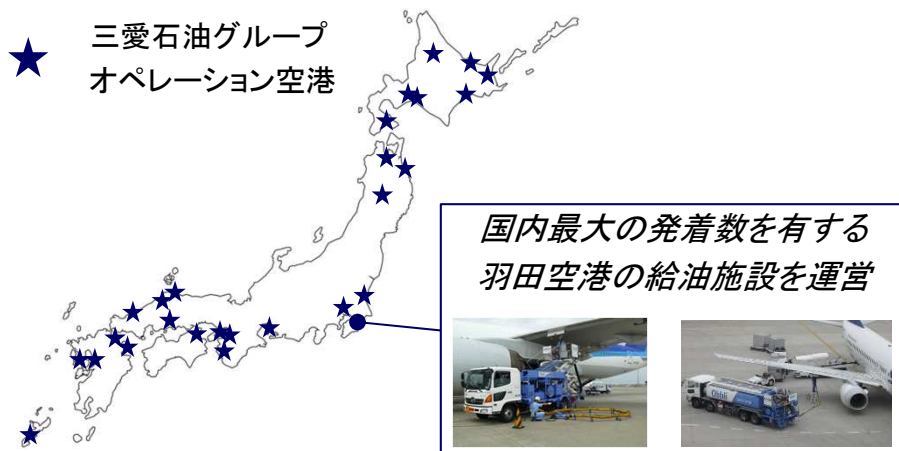 三愛石油グループ
オペレーション空港
国内最大の発着数を有する
羽田空港の給油施設を運営